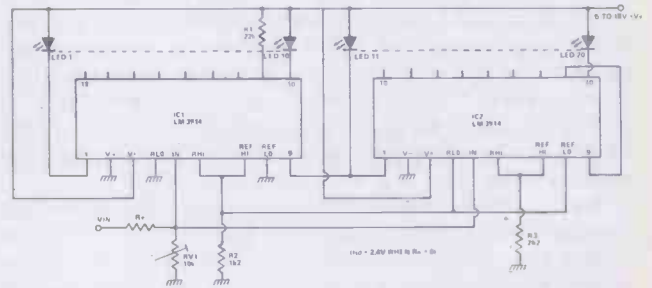 5 TO 18V V+
R1
22k
LED 1
LED 10
LED 11
LED 20
18
10
18
10
IC1
LM 3914
IC2
LM 3914
REF
REF
REF
REF
1
V+
RLO
IN
RHI
HI
LO
9
1
V-
V+
RLO
IN
RHI
HI
LO
9
VIN
RV1
10k
R2
1k2
R3
2k2